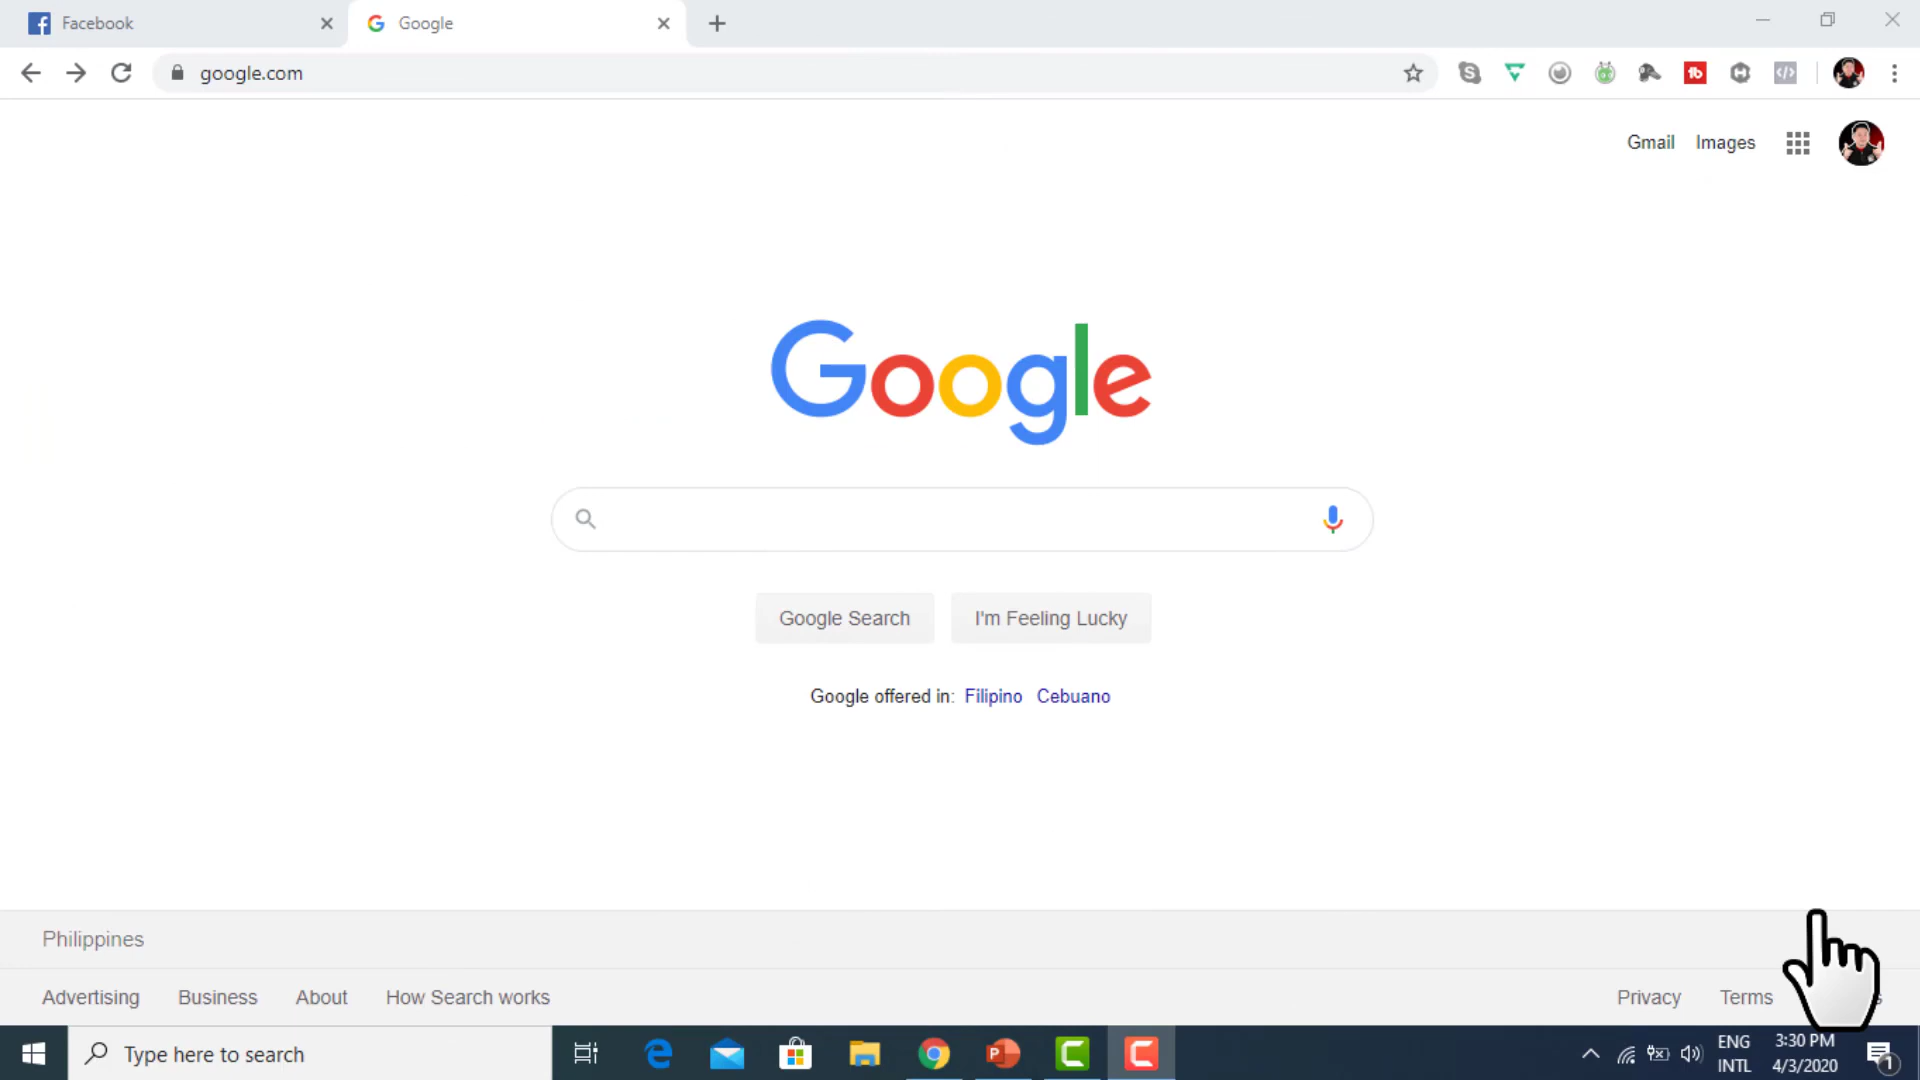 Facebook
Google
google.com
Gmail Images
Google
Google Search
I'm Feeling Lucky
Google offered in: Filipino Cebuano
Philippines
Advertising Business About How Search works
Privacy Terms
Type here to search
ENG
INTL
3:30 PM
4/3/2020
1